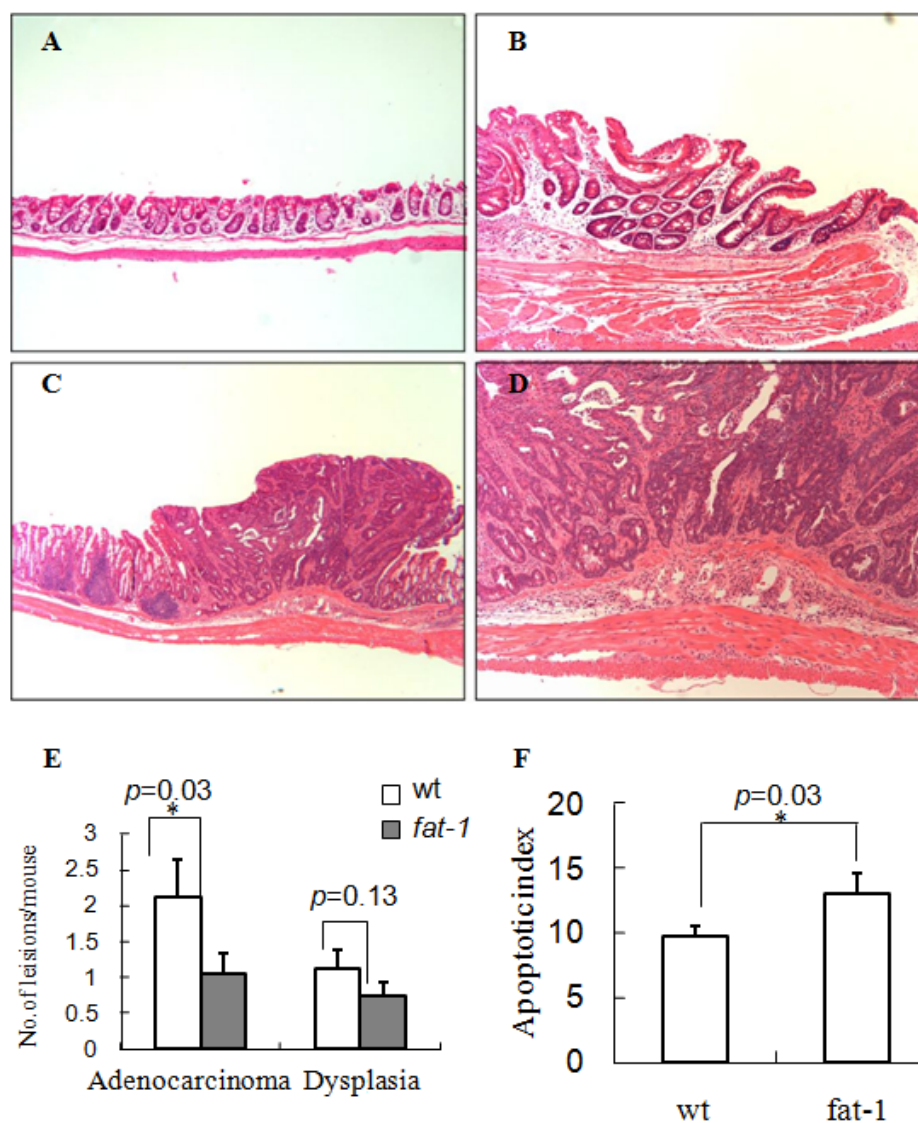 A
B
C
D
E
p=0.03
*
wt
fat-1
p=0.13
3
2.5
2
1.5
1
0.5
0
No. of leisions/mouse
Adenocarcinoma Dysplasia
F
p=0.03
*
20
15
10
5
0
Apoptotic index
wt fat-1